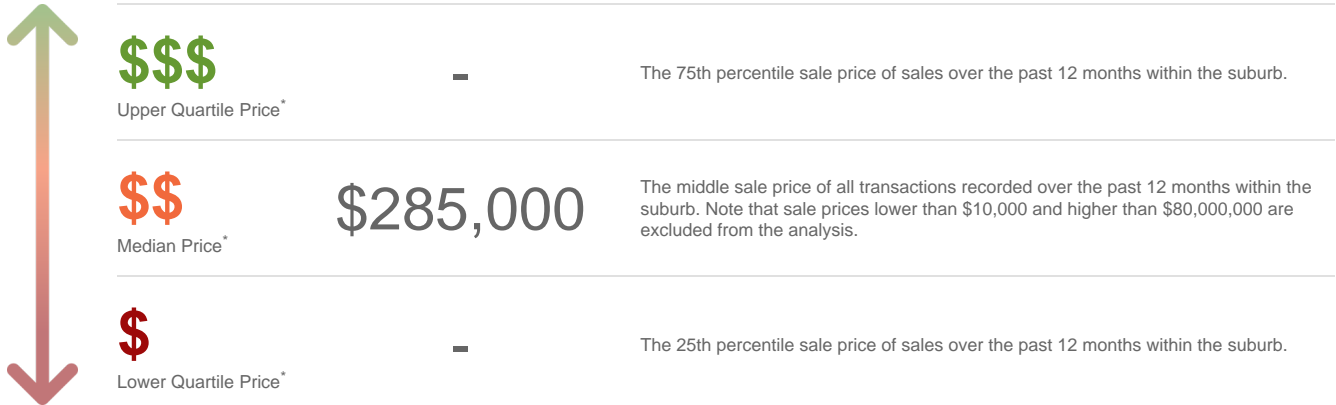 $$$
Upper Quartile Price*
-
The 75th percentile sale price of sales over the past 12 months within the suburb.
$$
Median Price*
$285,000
The middle sale price of all transactions recorded over the past 12 months within the
suburb. Note that sale prices lower than $10,000 and higher than $80,000,000 are
excluded from the analysis.
$
Lower Quartile Price*
-
The 25th percentile sale price of sales over the past 12 months within the suburb.